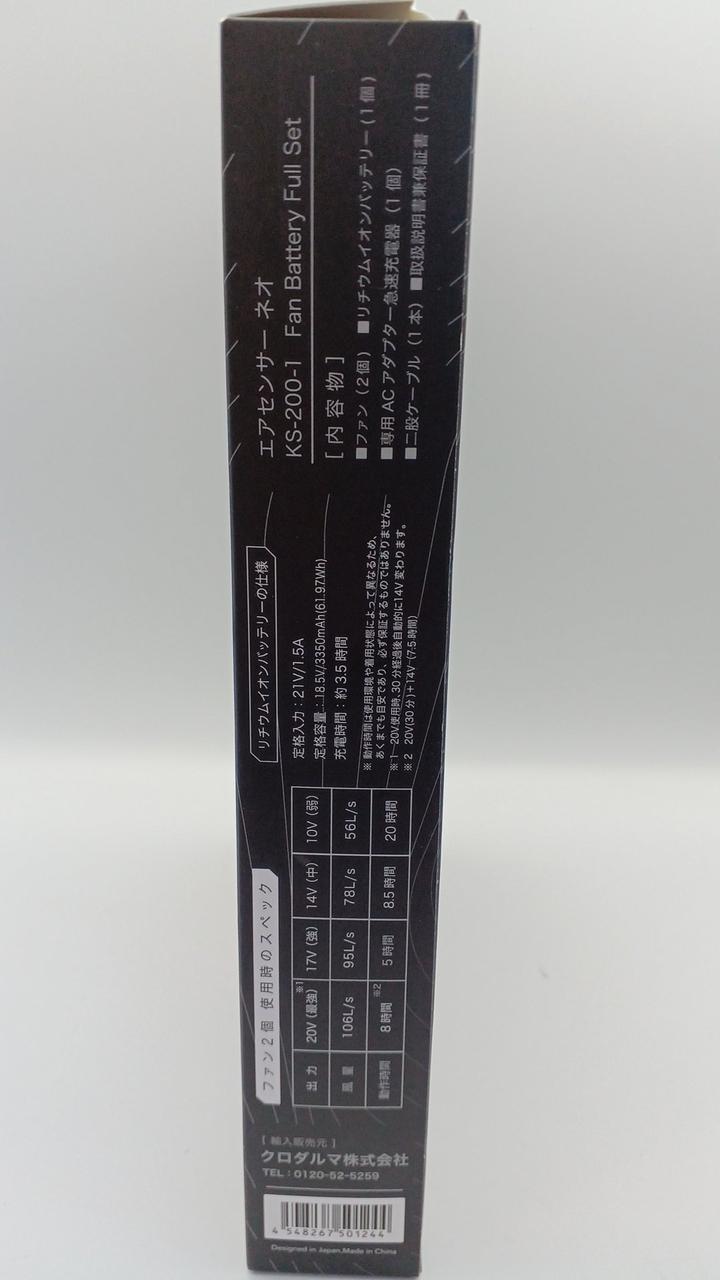 エアセンサー ネオ
KS-200-1 Fan Battery Full Set
[内容物]
■ファン（2個） ■リチウムイオンバッテリー（1個）
■専用ACアダプター急速充電器（1個）
■二股ケーブル（1本） ■取扱説明書兼保証書（1冊）
リチウムイオンバッテリーの仕様
定格入力：21V/1.5A
定格容量：18.5V/3350mAh(61.97Wh)
充電時間：約3.5時間
※ 動作時間は使用環境や着用状態によって異なるため、
あくまでも目安であり、必ず保証するものではありません。
※1 20V使用時、30分経過後自動的に14V変わります。
※2 20V(30分)+14V(7.5時間)
ファン2個 使用時のスペック
出力 20V（最強）※1 17V（強） 14V（中） 10V（弱）
風量 106L/s 95L/s 78L/s 56L/s
動作時間 8時間※2 5時間 8.5時間 20時間
[輸入販売元]
クロダルマ株式会社
TEL：0120-52-5259
4 548267 501244
Designed in Japan.Made in China